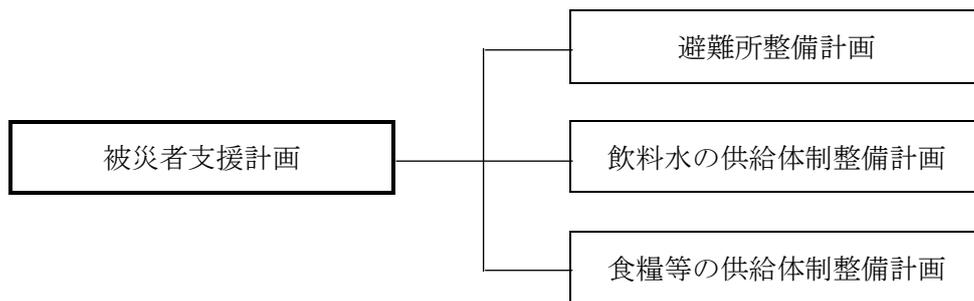 避難所整備計画
被災者支援計画
飲料水の供給体制整備計画
食糧等の供給体制整備計画